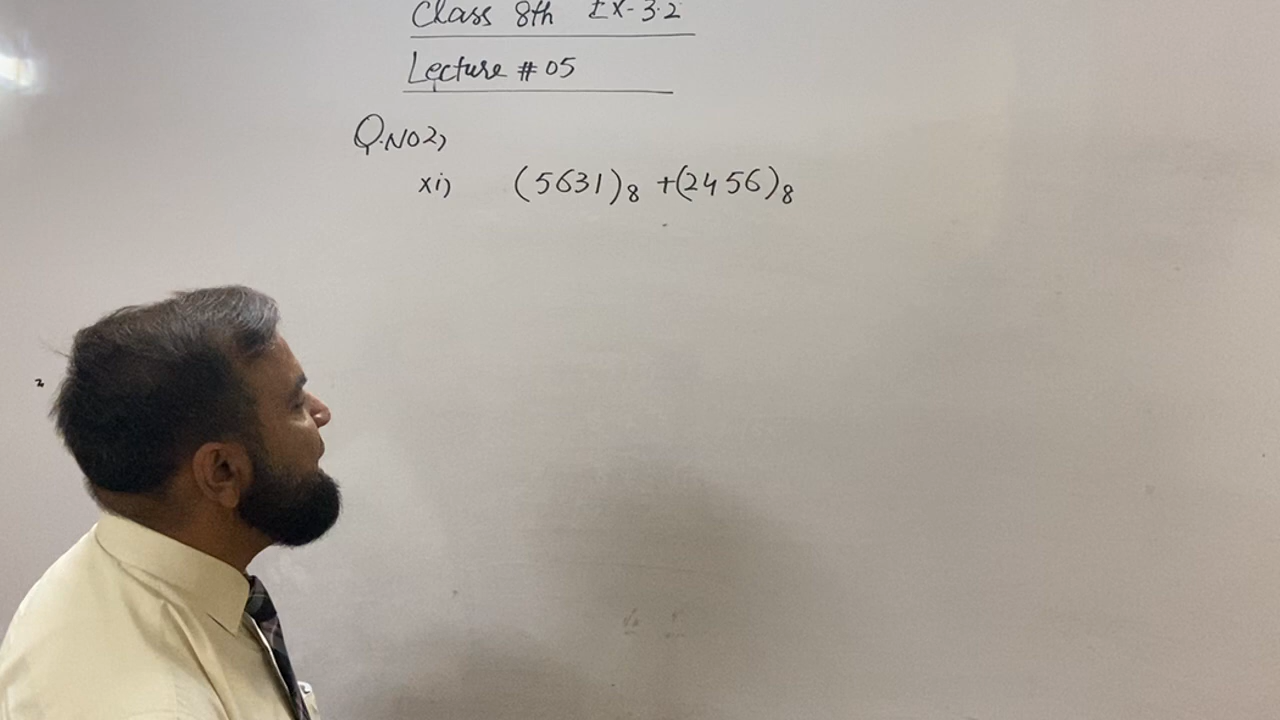 Class 8th Ex-3.2
Lecture # 05
Q.NO2,
xi) (5631)₈ +(2456)₈